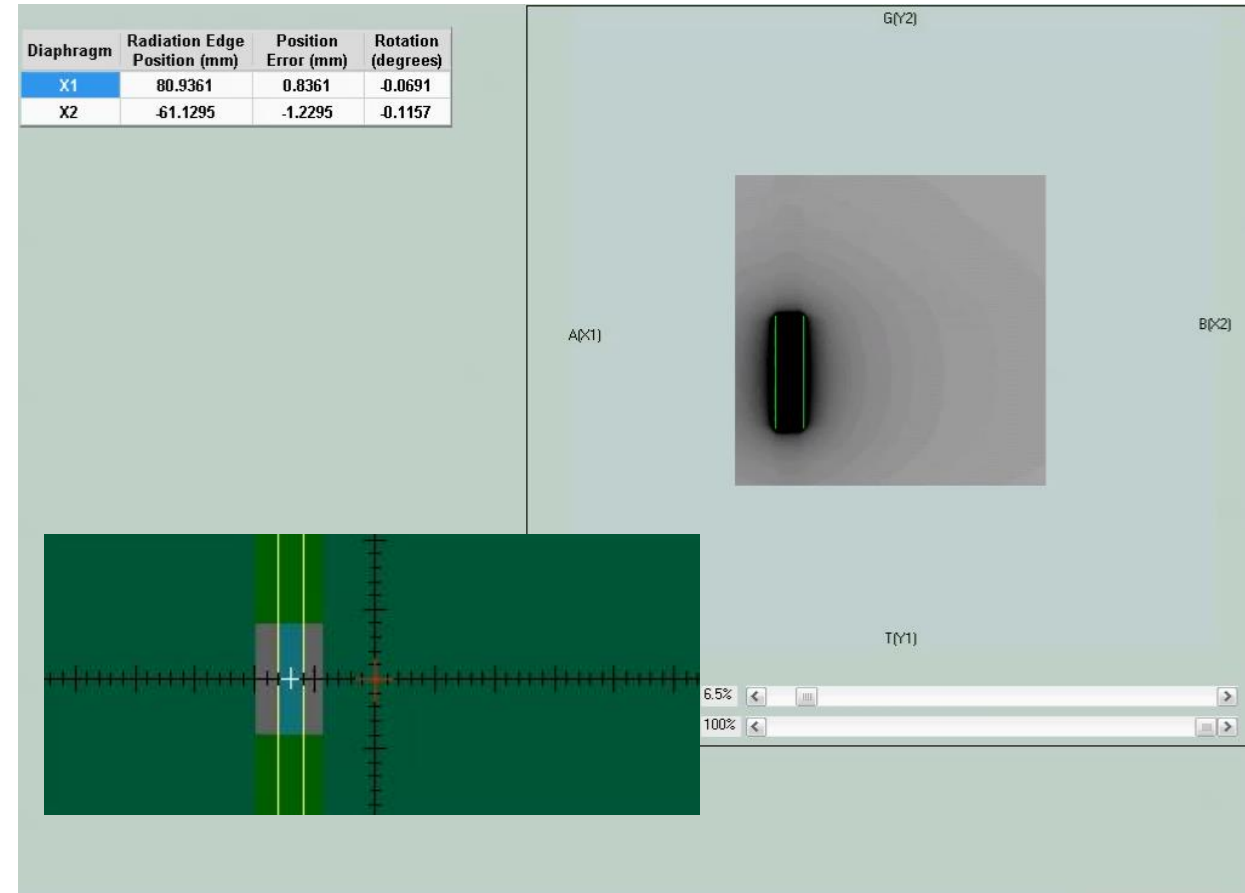 G(Y2)
Diaphragm Radiation Edge Position (mm) Position Error (mm) Rotation (degrees)
X1 80.9361 0.8361 -0.0691
X2 -61.1295 -1.2295 -0.1157
A(X1)
B(X2)
T(Y1)
6.5%
100%